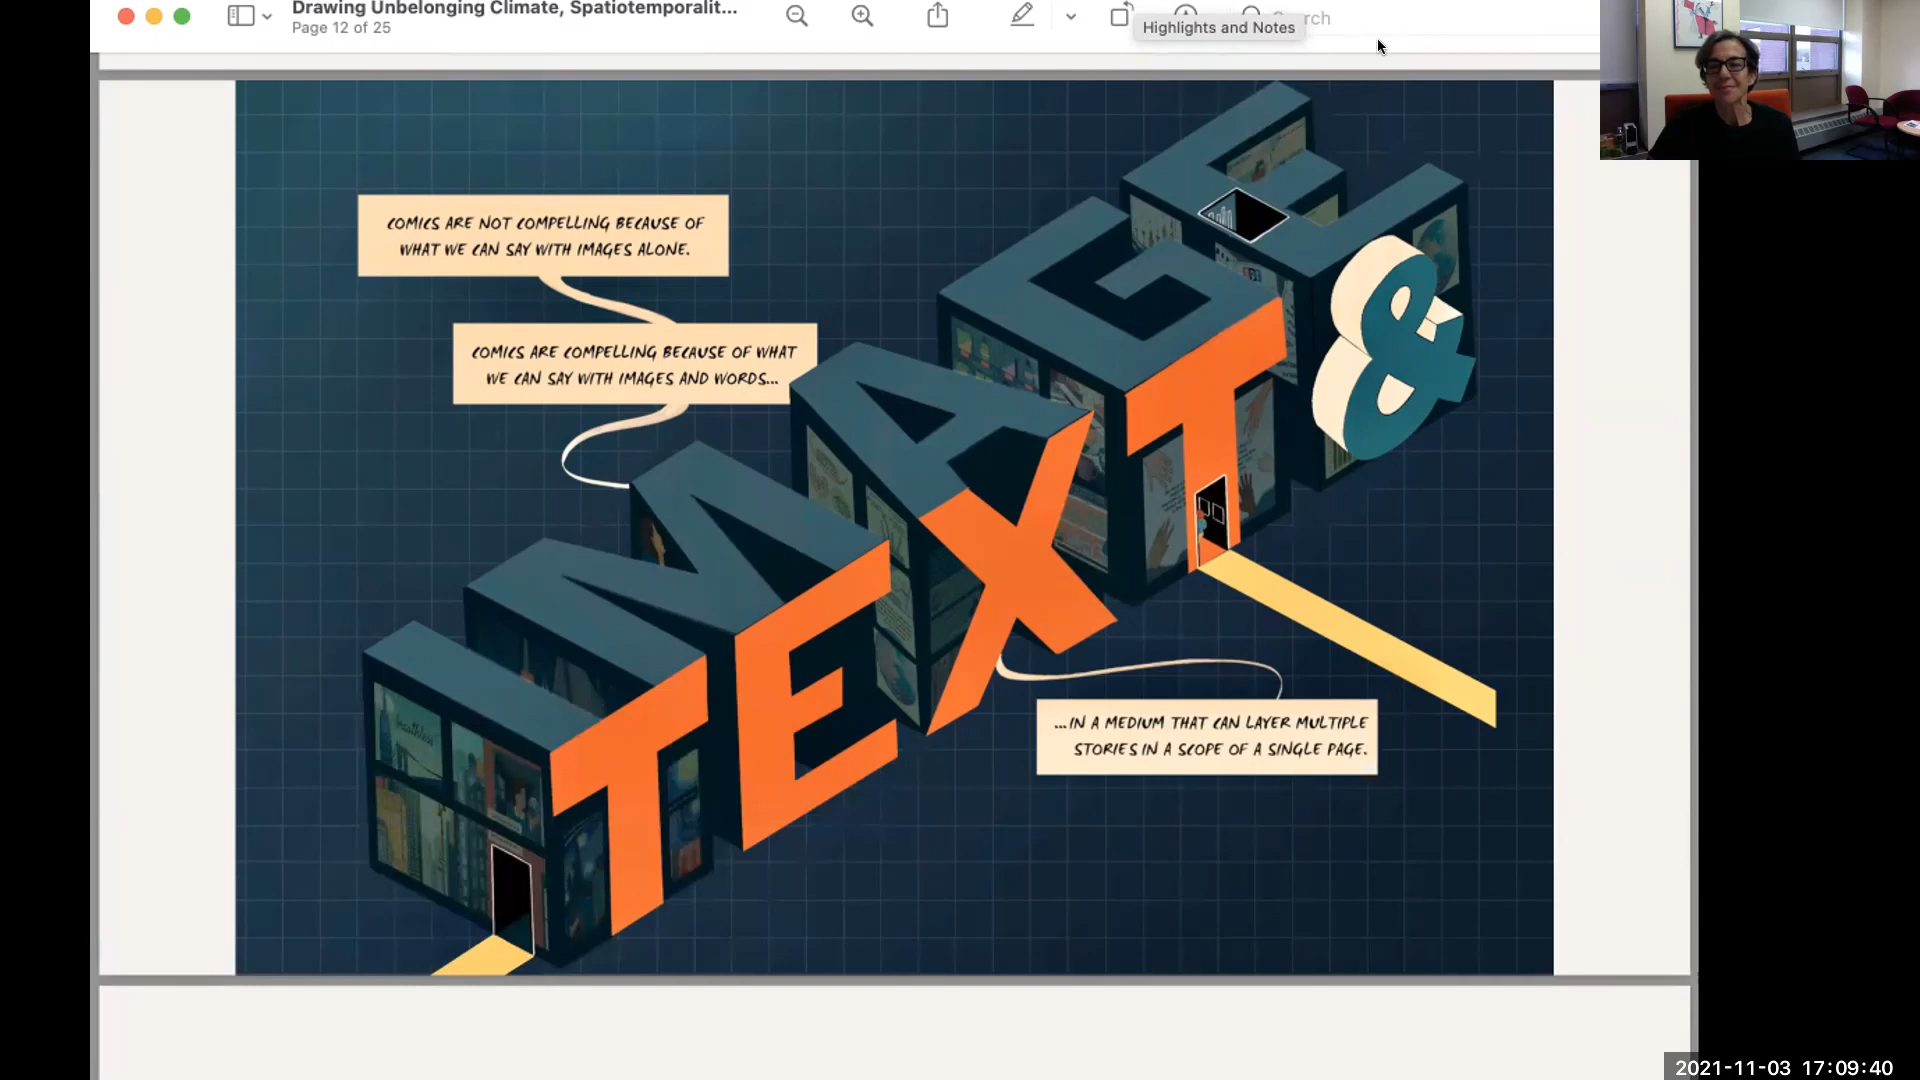 Drawing Unbelonging Climate, Spatiotemporalit...
Page 12 of 25
Highlights and Notes
COMICS ARE NOT COMPELLING BECAUSE OF
WHAT WE CAN SAY WITH IMAGES ALONE.
COMICS ARE COMPELLING BECAUSE OF WHAT
WE CAN SAY WITH IMAGES AND WORDS...
IMAGE
&
TEXT
...IN A MEDIUM THAT CAN LAYER MULTIPLE
STORIES IN A SCOPE OF A SINGLE PAGE.
2021-11-03 17:09:40